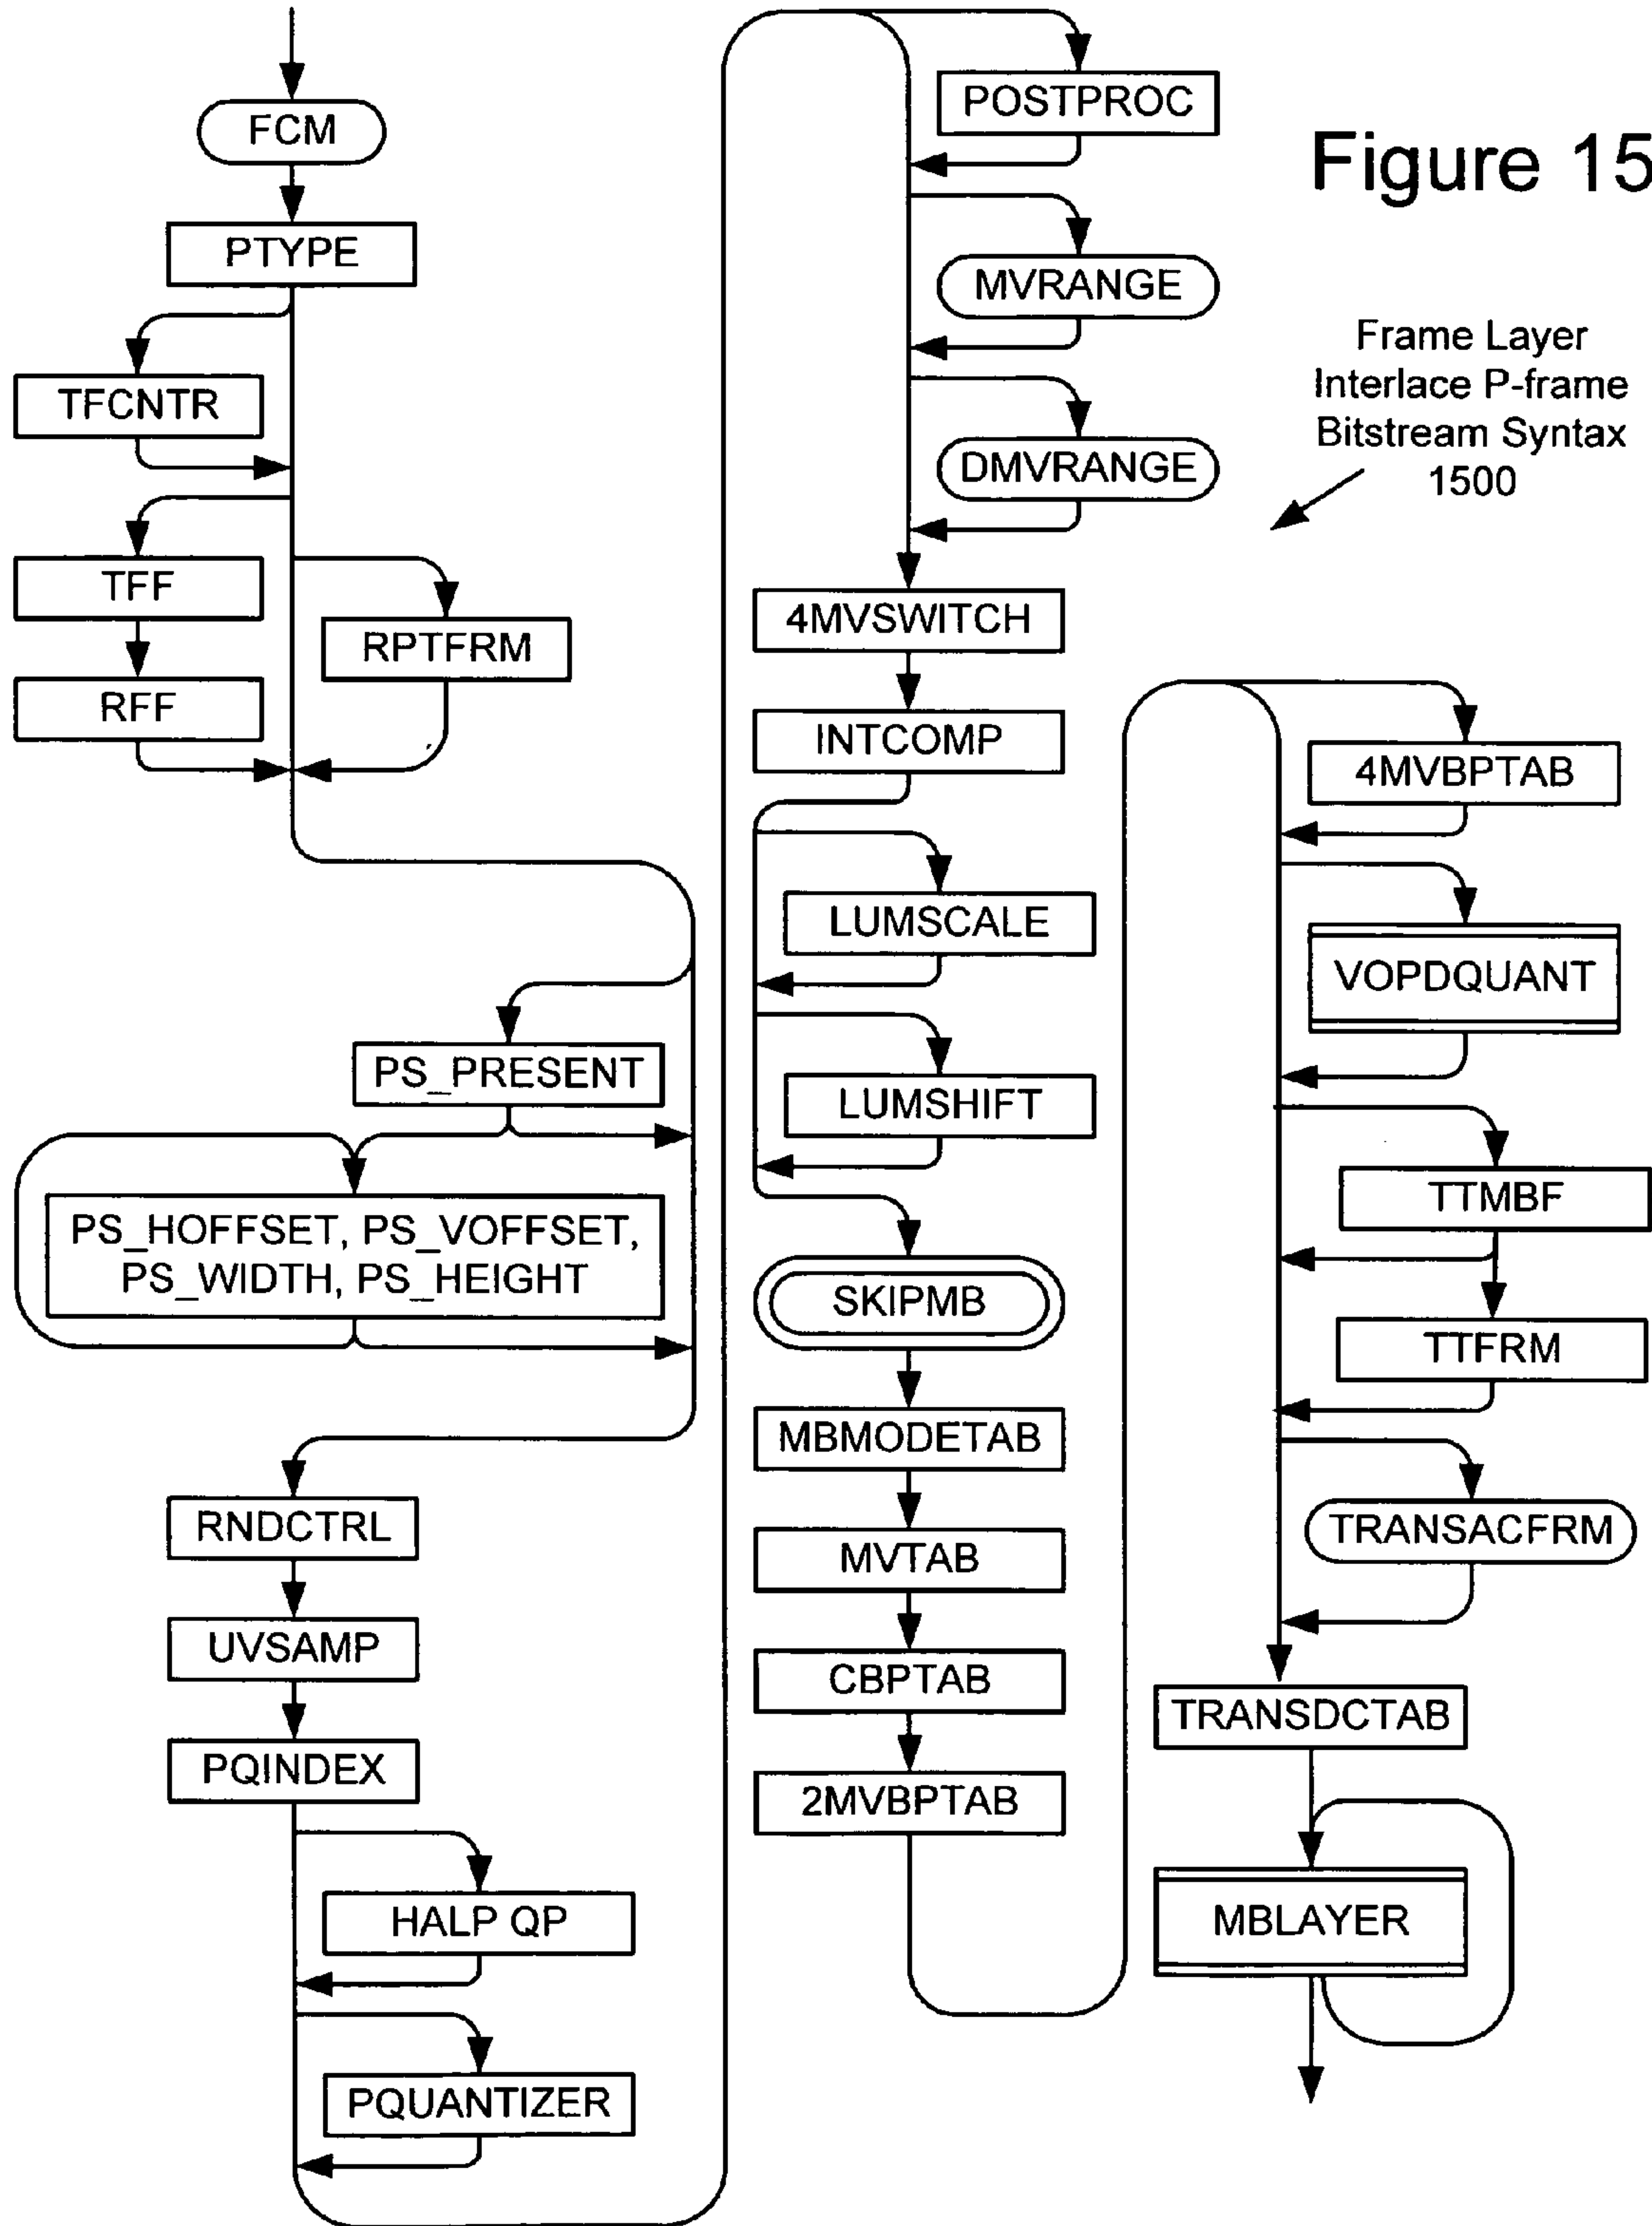 FCM
PTYPE
TFCNTR
TFF
RFF
RPTFRM
PS_PRESENT
PS_HOFFSET, PS_VOFFSET,
PS_WIDTH, PS_HEIGHT
RNDCTRL
UVSAMP
PQINDEX
HALP QP
PQUANTIZER
POSTPROC
MVRANGE
DMVRANGE
4MVSWITCH
INTCOMP
LUMSCALE
LUMSHIFT
SKIPMB
MBMODETAB
MVTAB
CBPTAB
2MVBPTAB
Figure 15
Frame Layer
Interlace P-frame
Bitstream Syntax
1500
4MVBPTAB
VOPDQUANT
TTMBF
TTFRM
TRANSACFRM
TRANSDCTAB
MBLAYER